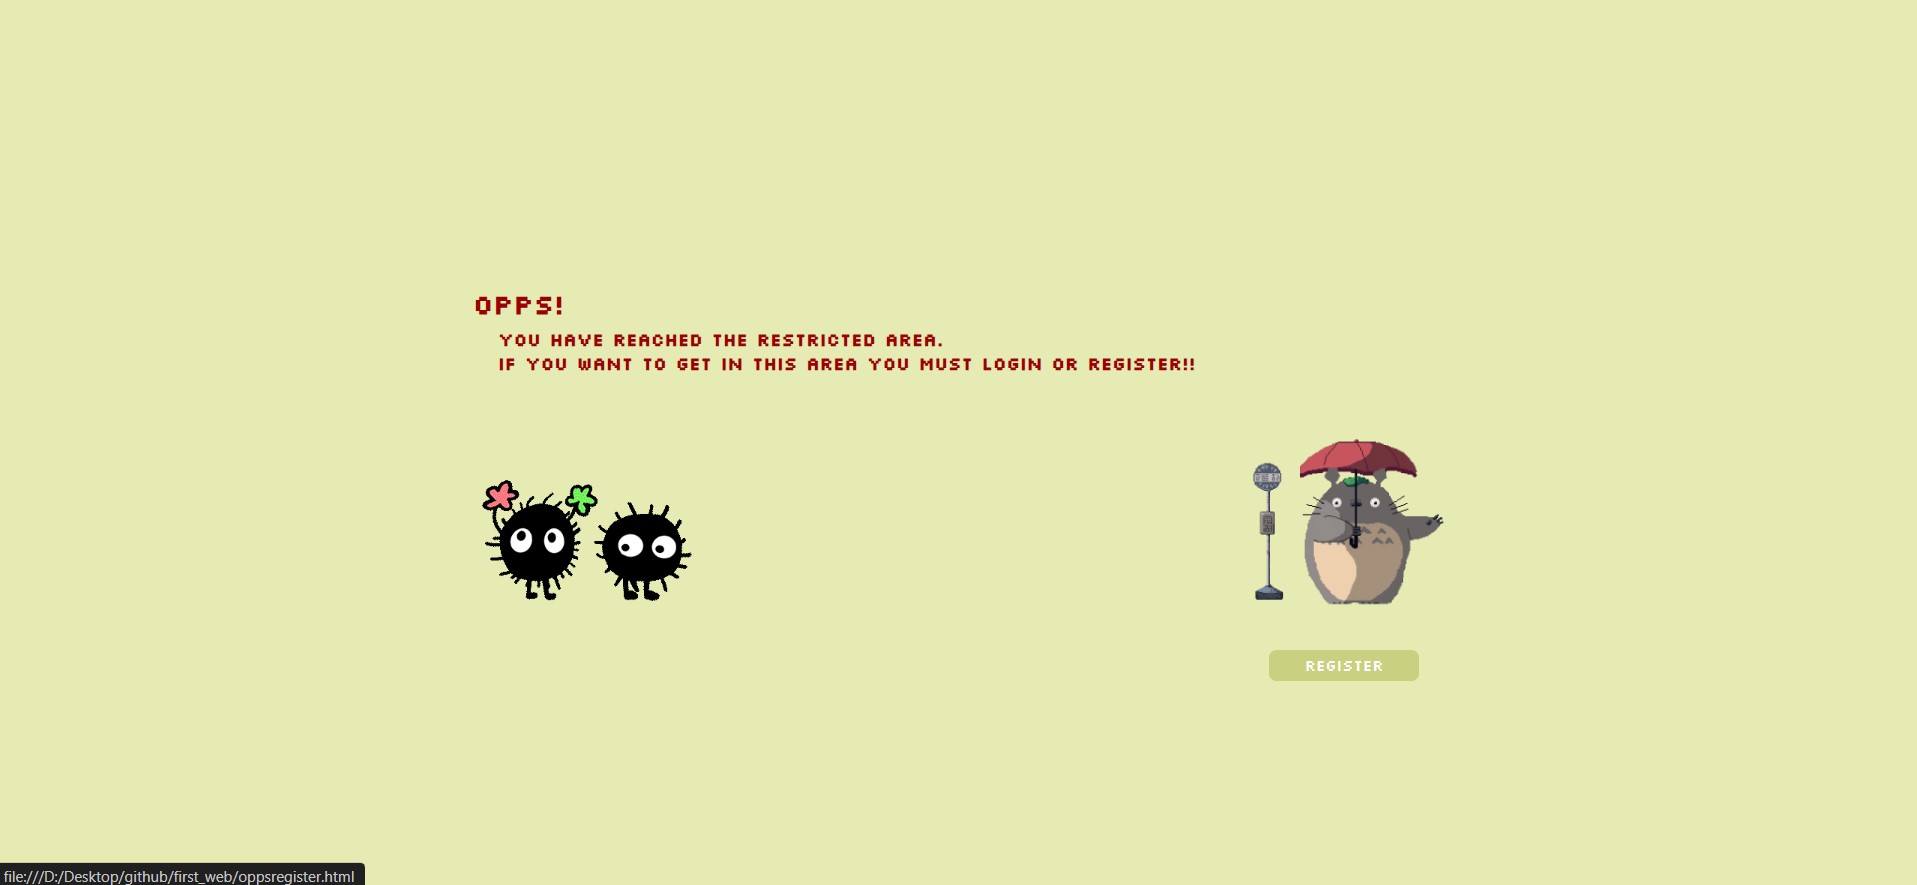 OPPS!
YOU HAVE REACHED THE RESTRICTED AREA.
IF YOU WANT TO GET IN THIS AREA YOU MUST LOGIN OR REGISTER!!
REGISTER
file:///D:/Desktop/github/first_web/oppsregister.html